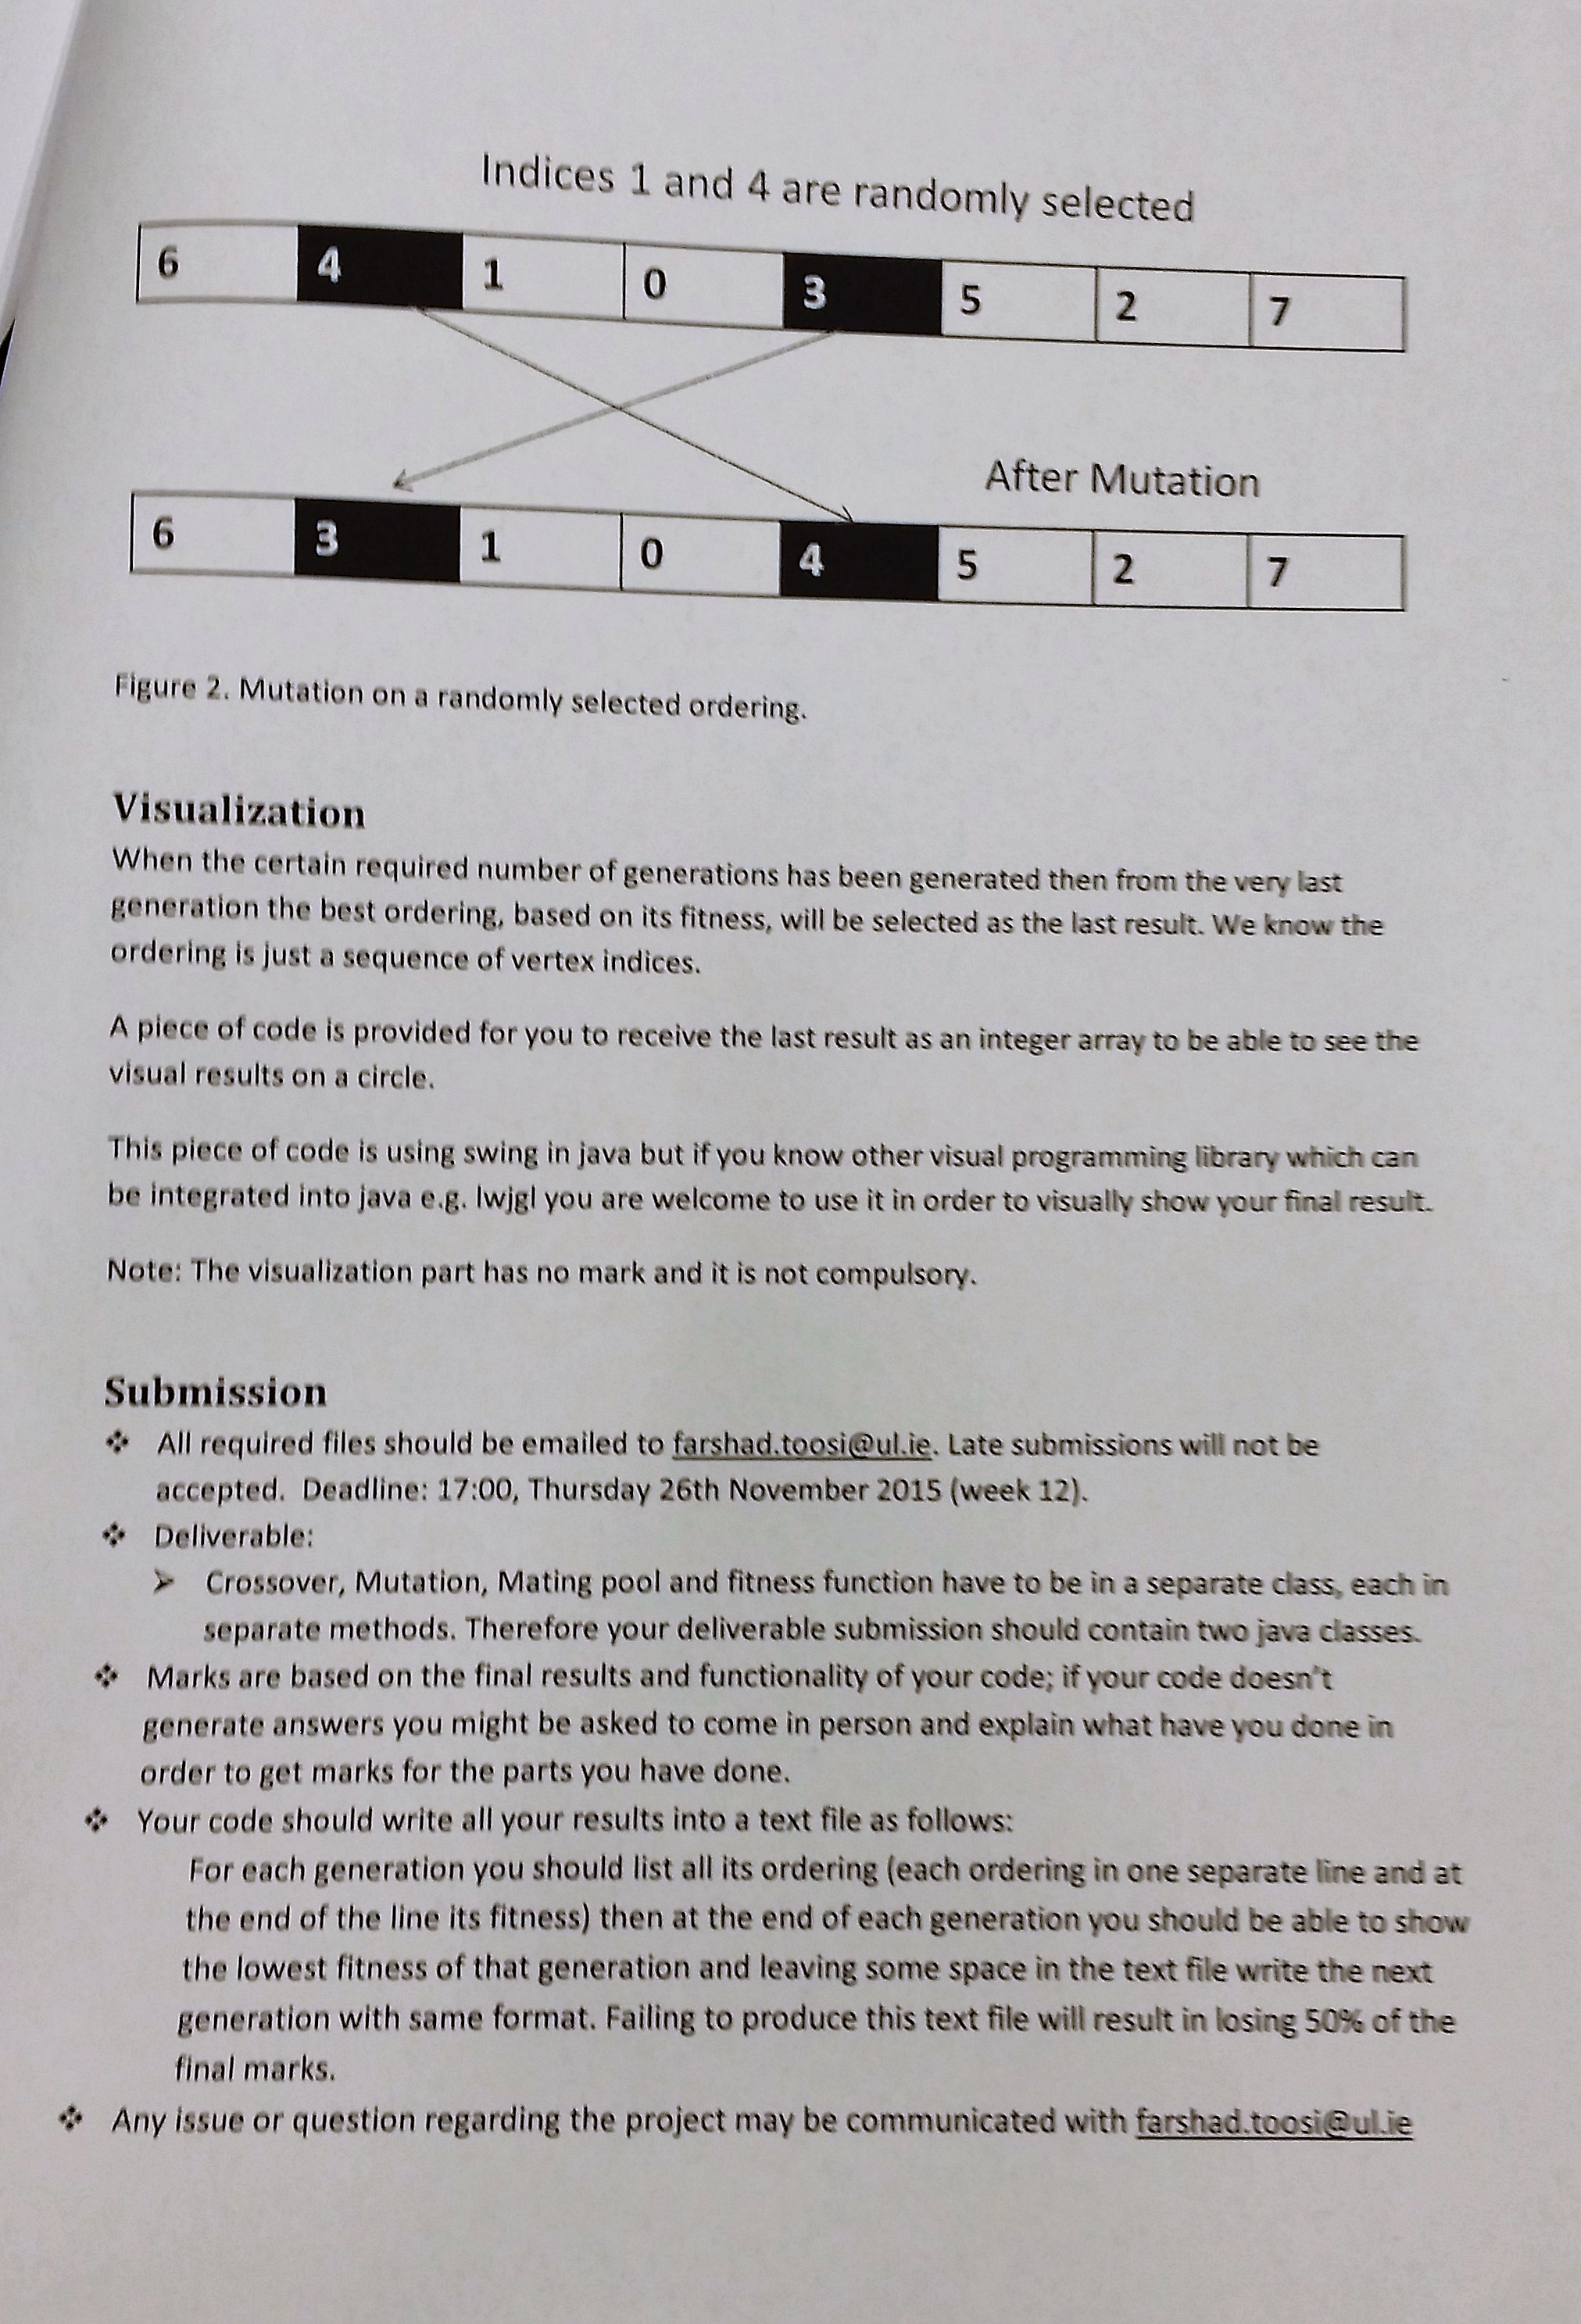 Indices 1 and 4 are randomly selected
6 4 1 0 3 5 2 7
After Mutation
6 3 1 0 4 5 2 7
Figure 2. Mutation on a randomly selected ordering.
Visualization
When the certain required number of generations has been generated then from the very last
generation the best ordering, based on its fitness, will be selected as the last result. We know the
ordering is just a sequence of vertex indices.
A piece of code is provided for you to receive the last result as an integer array to be able to see the
visual results on a circle.
This piece of code is using swing in java but if you know other visual programming library which can
be integrated into java e.g. lwjgl you are welcome to use it in order to visually show your final result.
Note: The visualization part has no mark and it is not compulsory.
Submission
❖ All required files should be emailed to farshad.toosi@ul.ie. Late submissions will not be
accepted. Deadline: 17:00, Thursday 26th November 2015 (week 12).
❖ Deliverable:
➢ Crossover, Mutation, Mating pool and fitness function have to be in a separate class, each in
separate methods. Therefore your deliverable submission should contain two java classes.
❖ Marks are based on the final results and functionality of your code; if your code doesn't
generate answers you might be asked to come in person and explain what have you done in
order to get marks for the parts you have done.
❖ Your code should write all your results into a text file as follows:
For each generation you should list all its ordering (each ordering in one separate line and at
the end of the line its fitness) then at the end of each generation you should be able to show
the lowest fitness of that generation and leaving some space in the text file write the next
generation with same format. Failing to produce this text file will result in losing 50% of the
final marks.
❖ Any issue or question regarding the project may be communicated with farshad.toosi@ul.ie